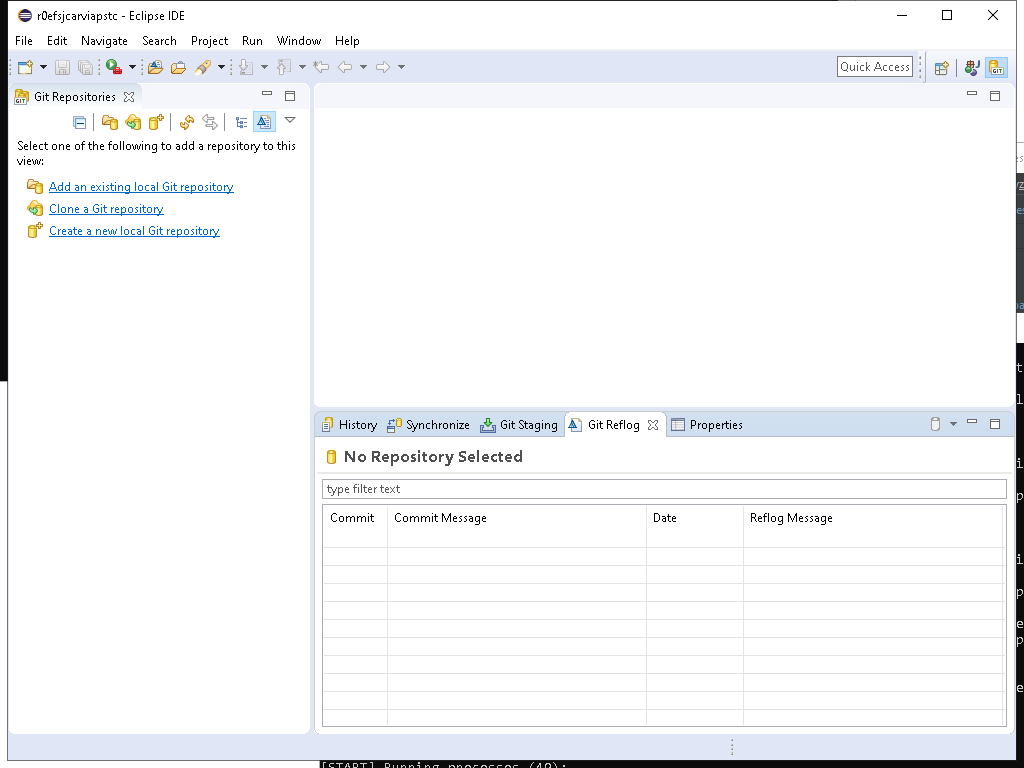 r0efsjcarviapstc - Eclipse IDE
File Edit Navigate Search Project Run Window Help
Quick Access
GIT
Git Repositories
Select one of the following to add a repository to this
view:
Add an existing local Git repository
Clone a Git repository
Create a new local Git repository
History Synchronize Git Staging Git Reflog Properties
No Repository Selected
type filter text
Commit Commit Message Date Reflog Message
[START] Running processes (40):